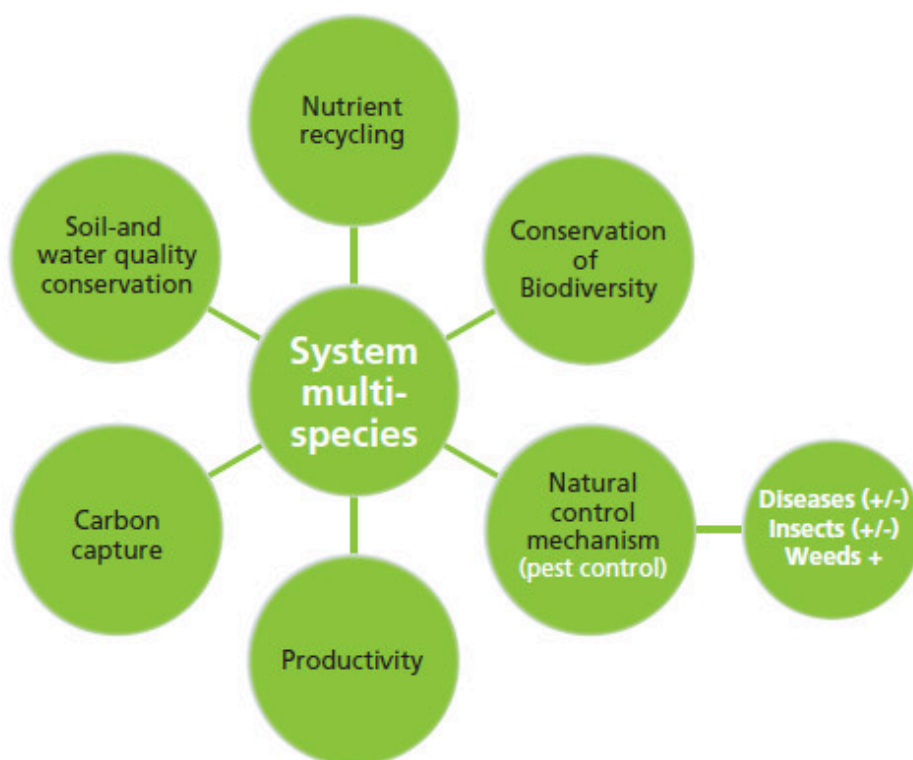 Nutrient
recycling
Soil-and
water quality
conservation
Conservation
of
Biodiversity
System
multi-
species
Carbon
capture
Natural
control
mechanism
(pest control)
Diseases (+/-)
Insects (+/-)
Weeds +
Productivity